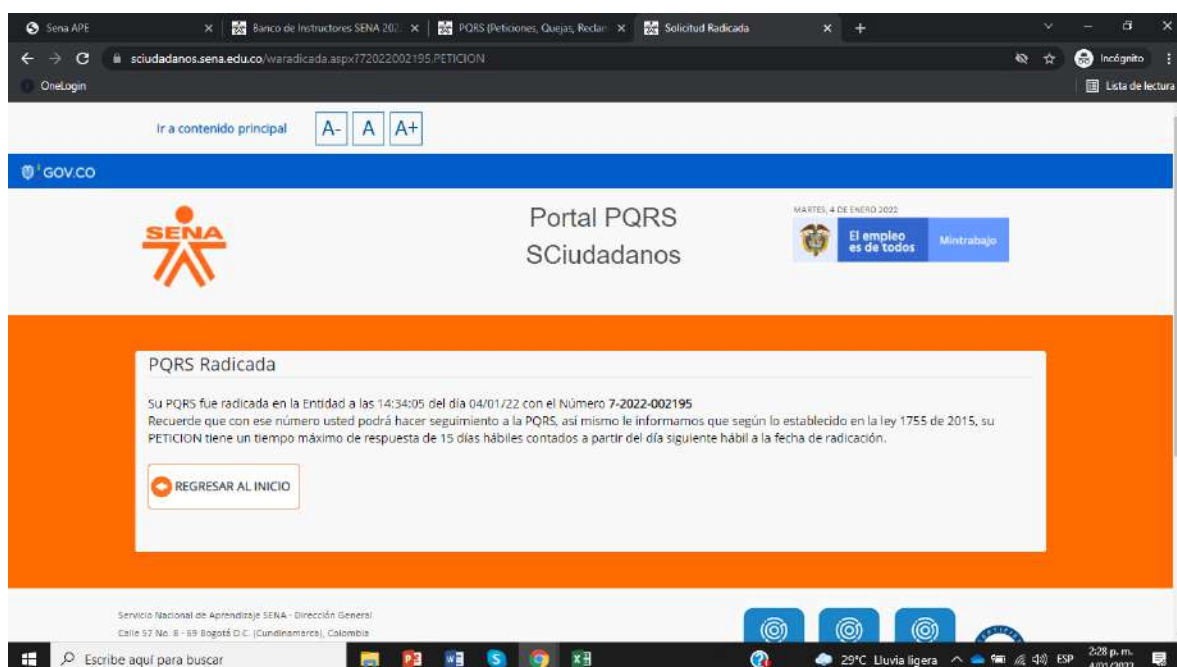 Sena APE
Banco de Instructores SENA 202
PQRS (Peticiones, Quejas, Reclam
Solicitud Radicada
sciudadanos.sena.edu.co/waradicada.aspx?72022002195,PETICION
Incógnito
OneLogin
Lista de lectura
Ir a contenido principal
A- A A+
GOV.CO
SENA
Portal PQRS
SCiudadanos
MARTES, 4 DE ENERO 2022
El empleo
es de todos
Mintrabajo
PQRS Radicada
Su PQRS fue radicada en la Entidad a las 14:34:05 del día 04/01/22 con el Número 7-2022-002195
Recuerde que con ese número usted podrá hacer seguimiento a la PQRS, así mismo le informamos que según lo establecido en la ley 1755 de 2015, su
PETICION tiene un tiempo máximo de respuesta de 15 días hábiles contados a partir del día siguiente hábil a la fecha de radicación.
REGRESAR AL INICIO
Servicio Nacional de Aprendizaje SENA - Dirección General
Calle 57 No. 8 - 69 Bogotá D.C. (Cundinamarca), Colombia
Escribe aquí para buscar
29°C Lluvia ligera
ESP
2:28 p. m.
4/01/2022